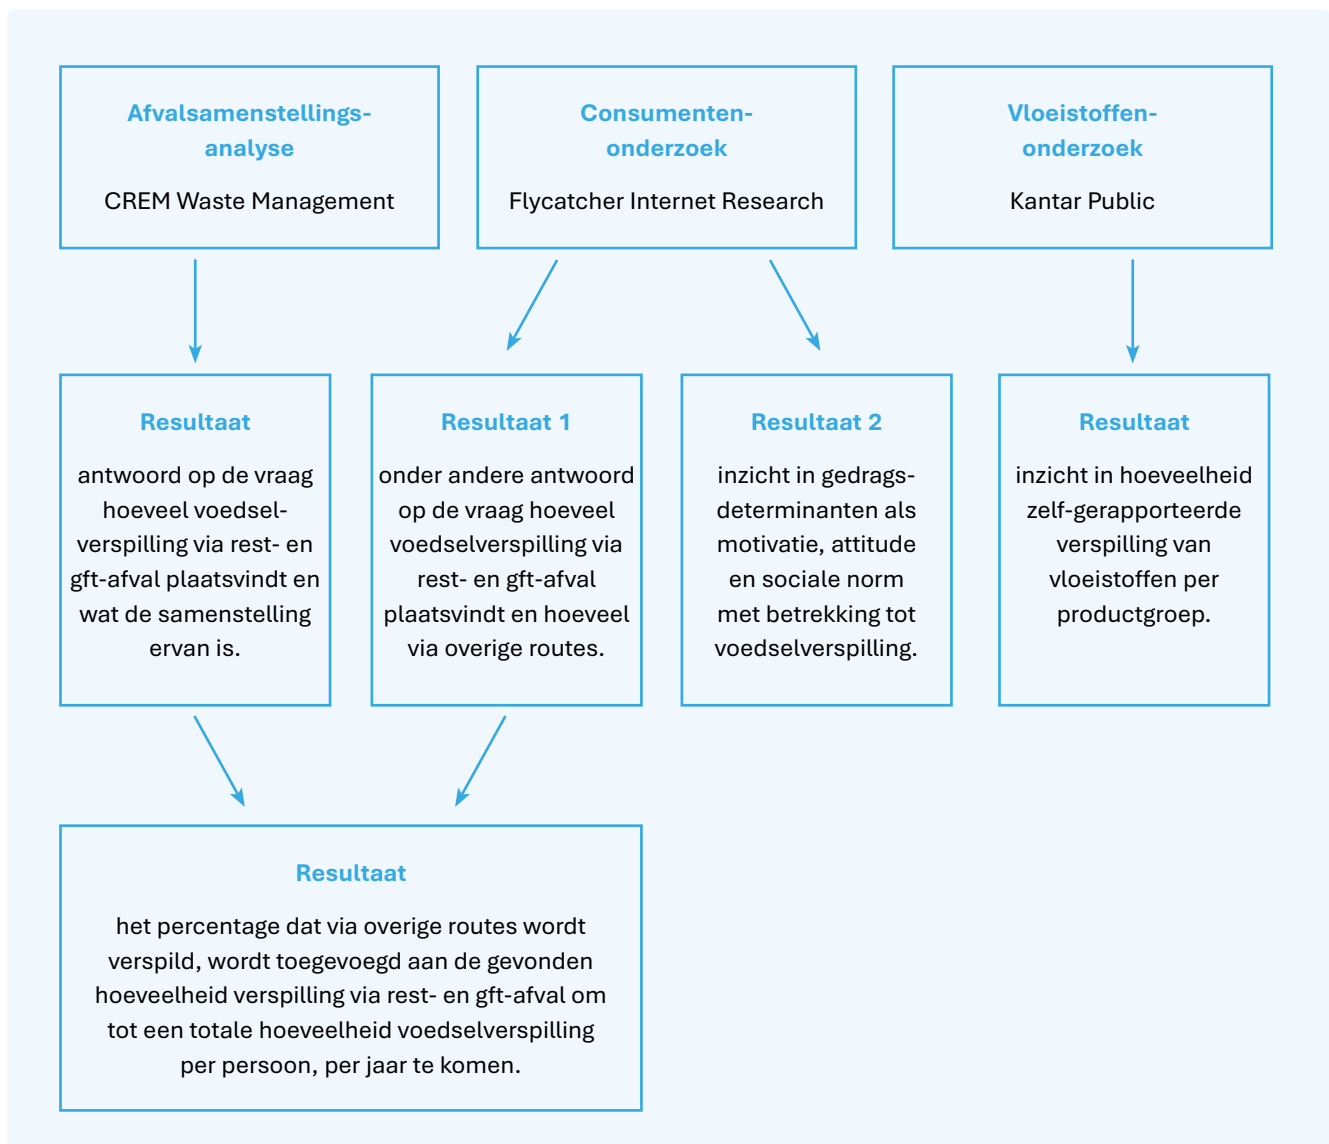 Afvalsamenstellings-
analyse
CREM Waste Management
Consumenten-
onderzoek
Flycatcher Internet Research
Vloeistoffen-
onderzoek
Kantar Public
Resultaat
antwoord op de vraag
hoeveel voedsel-
verspilling via rest- en
gft-afval plaatsvindt en
wat de samenstelling
ervan is.
Resultaat 1
onder andere antwoord
op de vraag hoeveel
voedselverspilling via
rest- en gft-afval
plaatsvindt en hoeveel
via overige routes.
Resultaat 2
inzicht in gedrags-
determinanten als
motivatie, attitude
en sociale norm
met betrekking tot
voedselverspilling.
Resultaat
inzicht in hoeveelheid
zelf-gerapporteerde
verspilling van
vloeistoffen per
productgroep.
Resultaat
het percentage dat via overige routes wordt
verspild, wordt toegevoegd aan de gevonden
hoeveelheid verspilling via rest- en gft-afval om
tot een totale hoeveelheid voedselverspilling
per persoon, per jaar te komen.